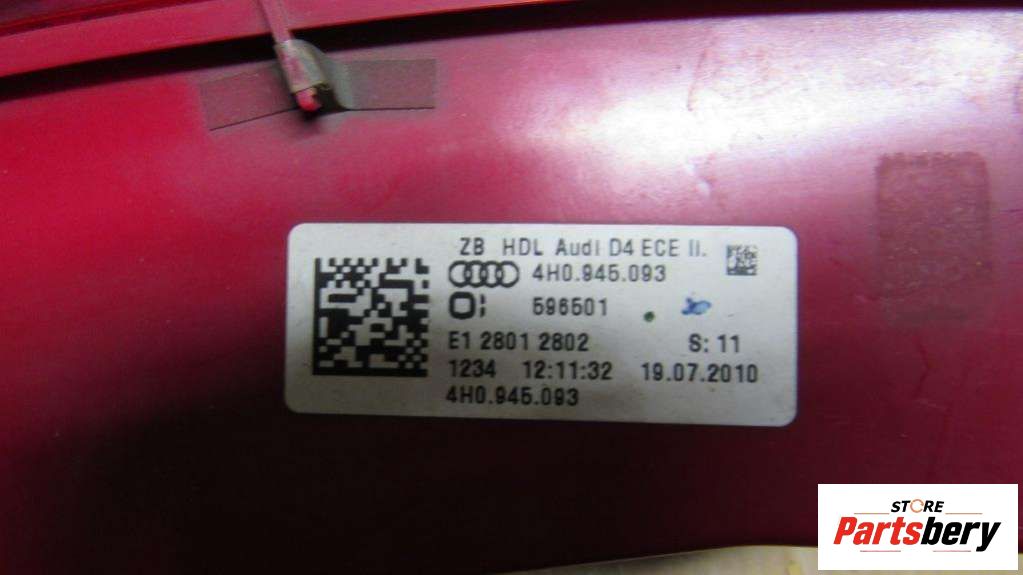 ZB HDL Audi D4 ECE II.
4H0.945.093
596501
E1 2801 2802 S: 11
1234 12:11:32 19.07.2010
4H0.945.093
STORE
Partsbery